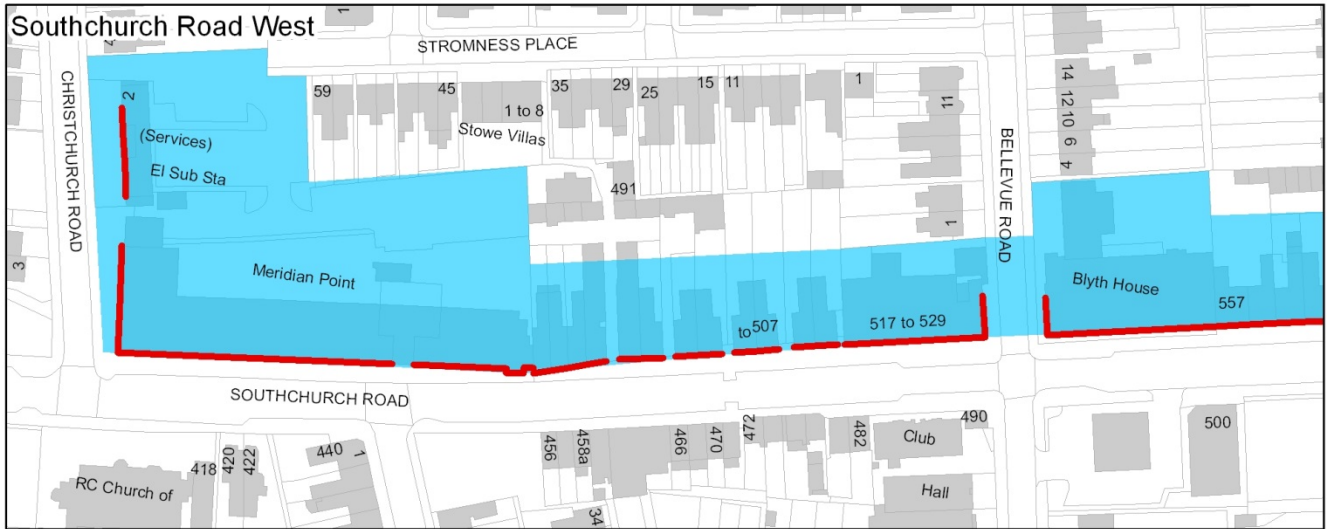 Southchurch Road West
1
4
STROMNESS PLACE
CHRISTCHURCH ROAD
2
(Services)
El Sub Sta
59
45
1 to 8
Stowe Villas
35
29
25
15
11
1
11
1
BELLEVUE ROAD
14
12
10
6
4
491
3
Meridian Point
to 507
517 to 529
Blyth House
557
SOUTHCHURCH ROAD
RC Church of
418
420
422
440
1
456
458a
34
466
470
472
482
Club
490
Hall
500